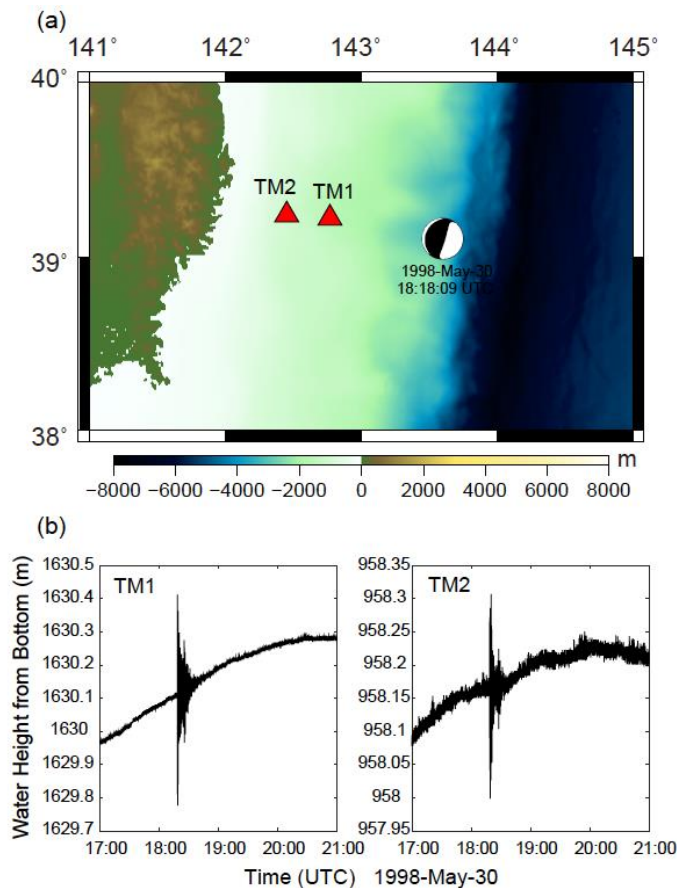 (a)
141° 142° 143° 144° 145°
40°
TM2 TM1
39°
1998-May-30
18:18:09 UTC
38°
m
−8000 −6000 −4000 −2000 0 2000 4000 6000 8000
(b)
Water Height from Bottom (m)
1630.5
1630.4
1630.3
1630.2
1630.1
1630
1629.9
1629.8
1629.7
TM1
17:00 18:00 19:00 20:00 21:00
958.35
958.3
958.25
958.2
958.15
958.1
958.05
958
957.95
TM2
17:00 18:00 19:00 20:00 21:00
Time (UTC) 1998-May-30